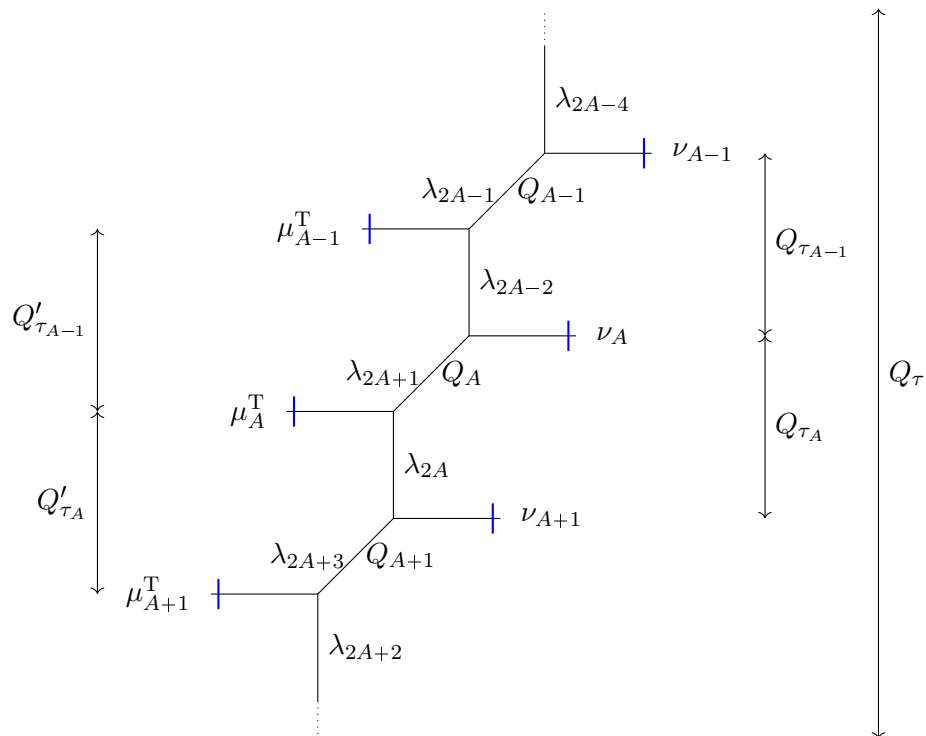 λ_{2A−4}
ν_{A−1}
λ_{2A−1} Q_{A−1}
μ^T_{A−1}
Q_{τ_{A−1}}
λ_{2A−2}
Q′_{τ_{A−1}}
ν_A
λ_{2A+1} Q_A
Q_τ
μ^T_A
Q_{τ_A}
λ_{2A}
Q′_{τ_A}
ν_{A+1}
λ_{2A+3} Q_{A+1}
μ^T_{A+1}
λ_{2A+2}